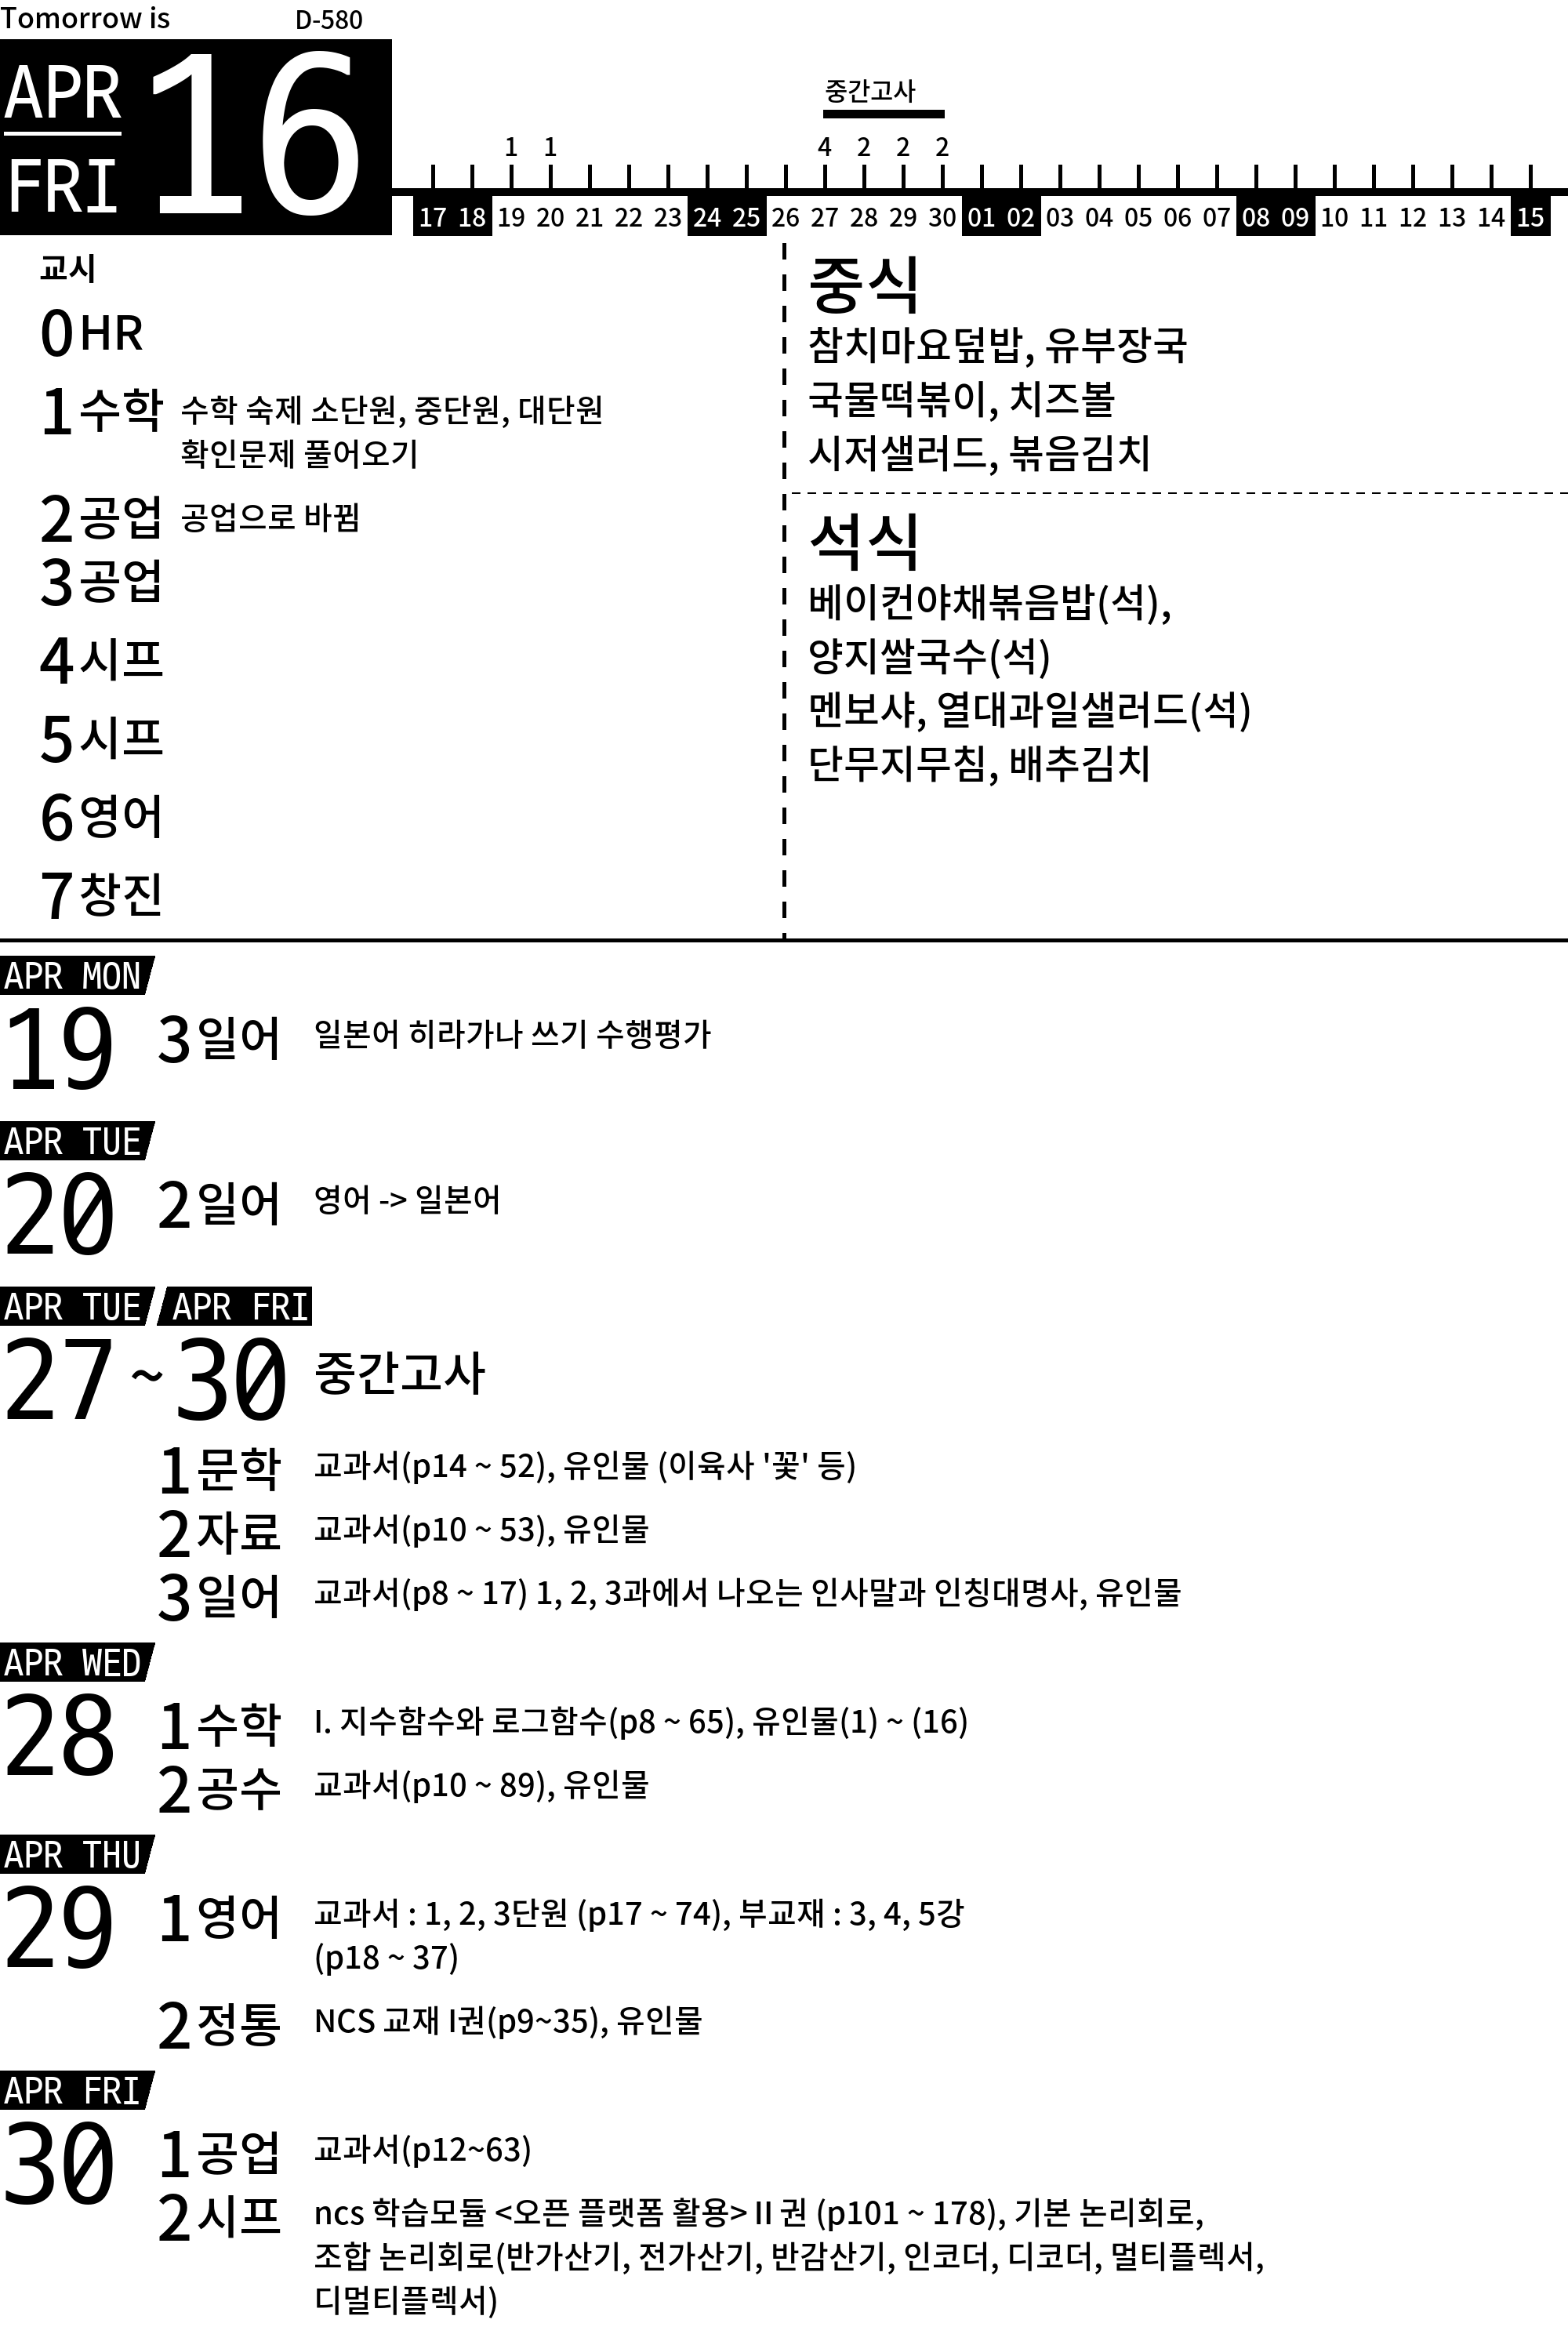 Tomorrow is
D-580
APR
FRI
16
중간고사
1 1 4 2 2 2
17 18 19 20 21 22 23 24 25 26 27 28 29 30 01 02 03 04 05 06 07 08 09 10 11 12 13 14 15
교시
0 HR
1 수학 수학 숙제 소단원, 중단원, 대단원
확인문제 풀어오기
2 공업 공업으로 바뀜
3 공업
4 시프
5 시프
6 영어
7 창진
중식
참치마요덮밥, 유부장국
국물떡볶이, 치즈볼
시저샐러드, 볶음김치
석식
베이컨야채볶음밥(석),
양지쌀국수(석)
멘보샤, 열대과일샐러드(석)
단무지무침, 배추김치
APR MON
19 3 일어 일본어 히라가나 쓰기 수행평가
APR TUE
20 2 일어 영어 -> 일본어
APR TUE APR FRI
27 ~ 30 중간고사
1 문학 교과서(p14 ~ 52), 유인물 (이육사 '꽃' 등)
2 자료 교과서(p10 ~ 53), 유인물
3 일어 교과서(p8 ~ 17) 1, 2, 3과에서 나오는 인사말과 인칭대명사, 유인물
APR WED
28 1 수학 I. 지수함수와 로그함수(p8 ~ 65), 유인물(1) ~ (16)
2 공수 교과서(p10 ~ 89), 유인물
APR THU
29 1 영어 교과서 : 1, 2, 3단원 (p17 ~ 74), 부교재 : 3, 4, 5강
(p18 ~ 37)
2 정통 NCS 교재 I권(p9~35), 유인물
APR FRI
30 1 공업 교과서(p12~63)
2 시프 ncs 학습모듈 <오픈 플랫폼 활용> II 권 (p101 ~ 178), 기본 논리회로,
조합 논리회로(반가산기, 전가산기, 반감산기, 인코더, 디코더, 멀티플렉서,
디멀티플렉서)